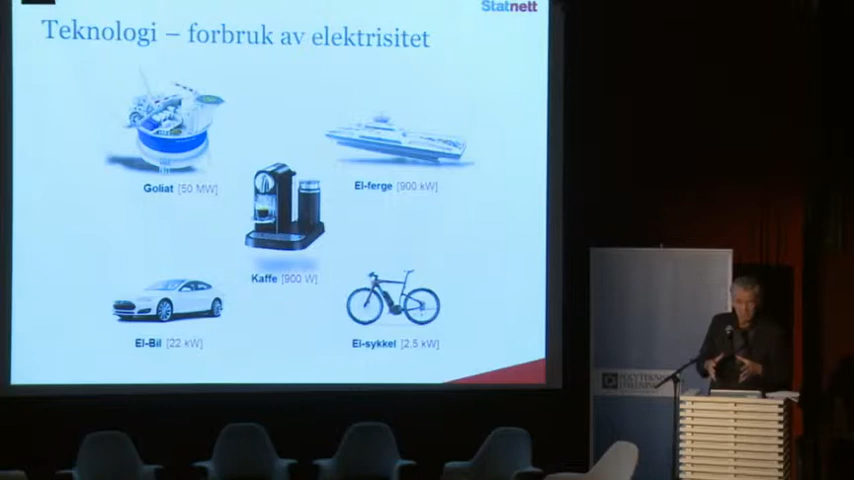 Statnett
Teknologi – forbruk av elektrisitet
Goliat [50 MW]
El-ferge [900 kW]
Kaffe [900 W]
El-Bil [22 kW]
El-sykkel [2,5 kW]